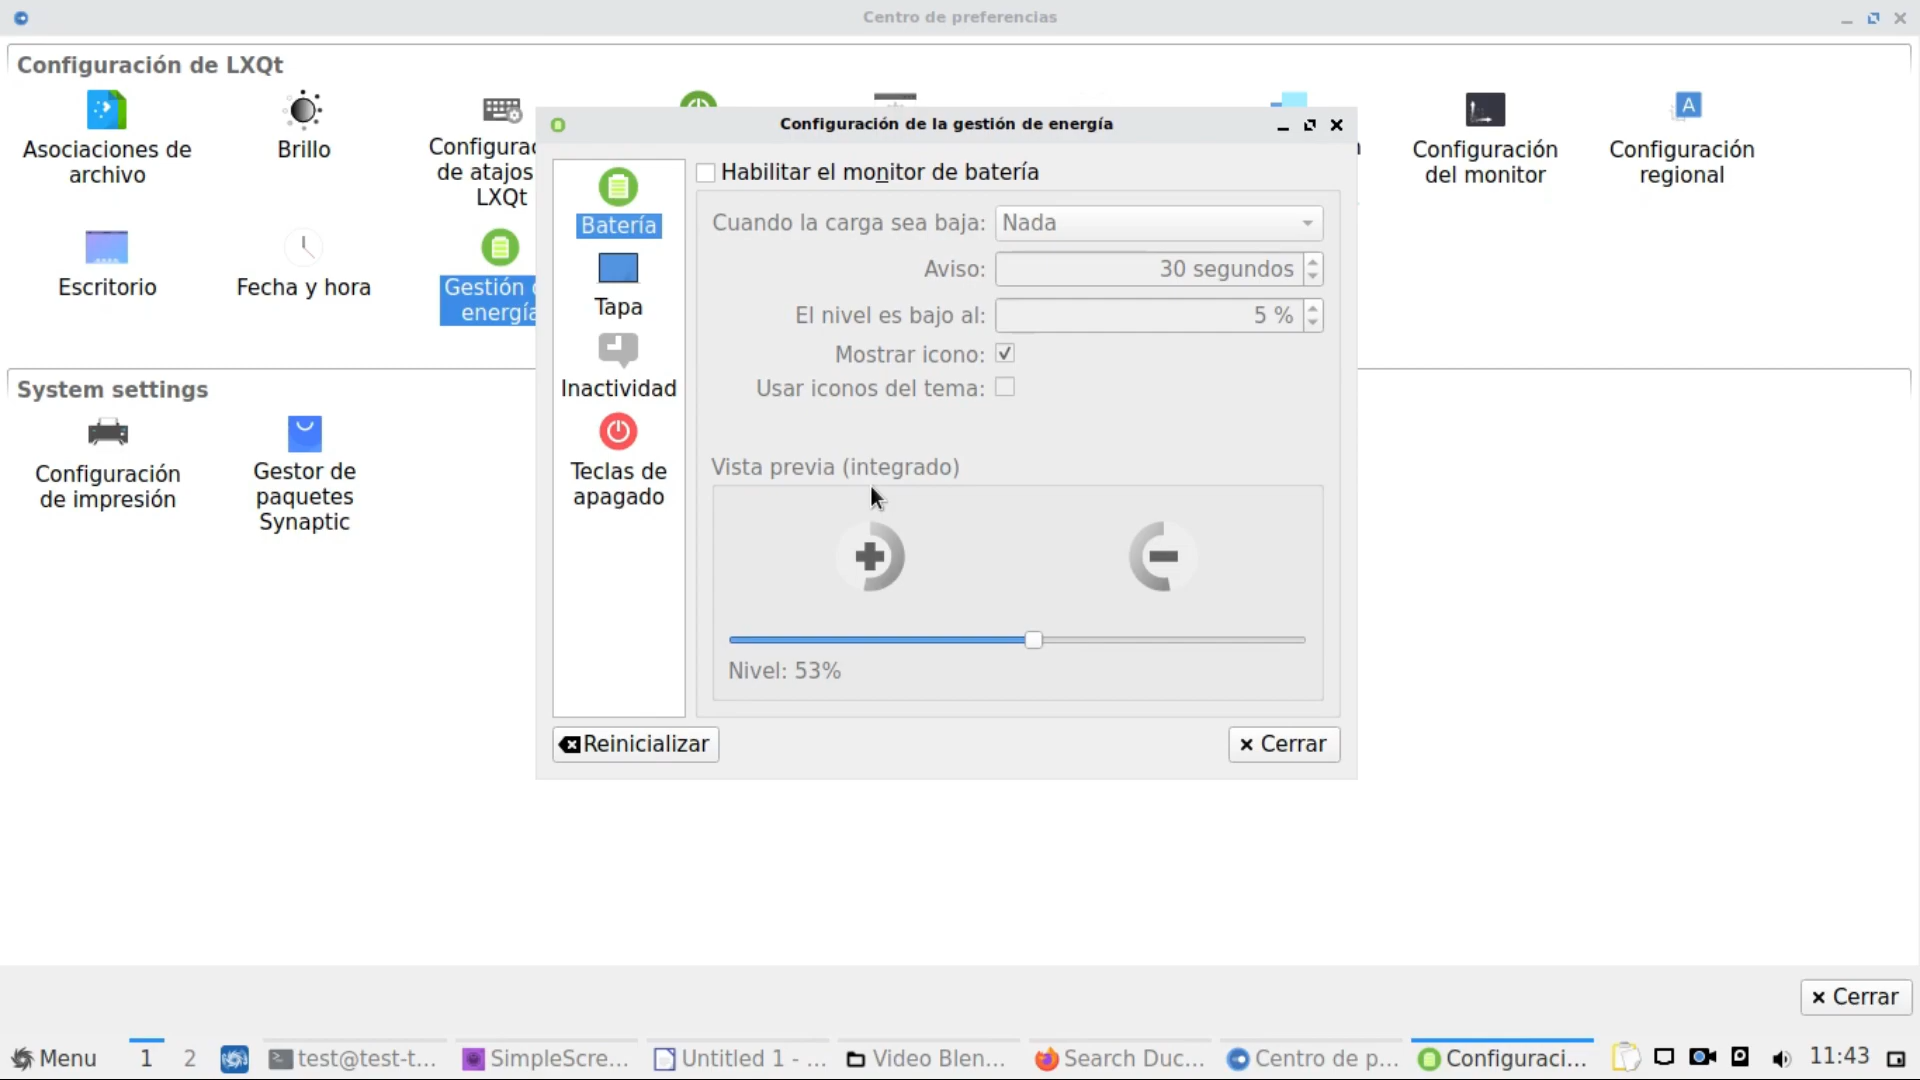 Centro de preferencias
Configuración de LXQt
Asociaciones de
archivo
Brillo
de atajos
LXQt
Configuración
del monitor
Configuración
regional
Escritorio
Fecha y hora
Gestión
energía
System settings
Configuración
de impresión
Gestor de
paquetes
Synaptic
Configuración de la gestión de energía
Batería
Tapa
Inactividad
Teclas de
apagado
Habilitar el monitor de batería
Cuando la carga sea baja: Nada
Aviso: 30 segundos
El nivel es bajo al: 5 %
Mostrar icono:
Usar iconos del tema:
Vista previa (integrado)
Nivel: 53%
Reinicializar
Cerrar
Cerrar
Menu 1 2 test@test-t... SimpleScre... Untitled 1 - ... Video Blen... Search Duc... Centro de p... Configuraci... 11:43